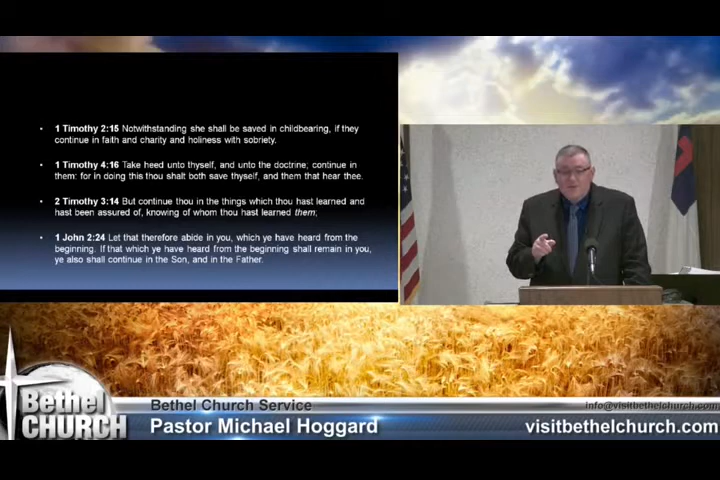 • 1 Timothy 2:15 Notwithstanding she shall be saved in childbearing, if they
continue in faith and charity and holiness with sobriety.
• 1 Timothy 4:16 Take heed unto thyself, and unto the doctrine; continue in
them: for in doing this thou shalt both save thyself, and them that hear thee.
• 2 Timothy 3:14 But continue thou in the things which thou hast learned and
hast been assured of, knowing of whom thou hast learned them;
• 1 John 2:24 Let that therefore abide in you, which ye have heard from the
beginning. If that which ye have heard from the beginning shall remain in you,
ye also shall continue in the Son, and in the Father.
Bethel
CHURCH
Bethel Church Service
info@visitbethelchurch.com
Pastor Michael Hoggard
visitbethelchurch.com